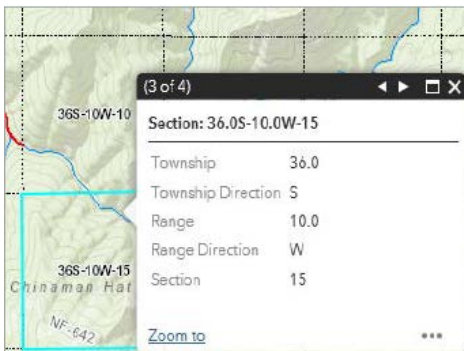 36S-10W-10
36S-10W-15
Chinaman Hat
NF-642
(3 of 4)
Section: 36.0S-10.0W-15
Township 36.0
Township Direction S
Range 10.0
Range Direction W
Section 15
Zoom to